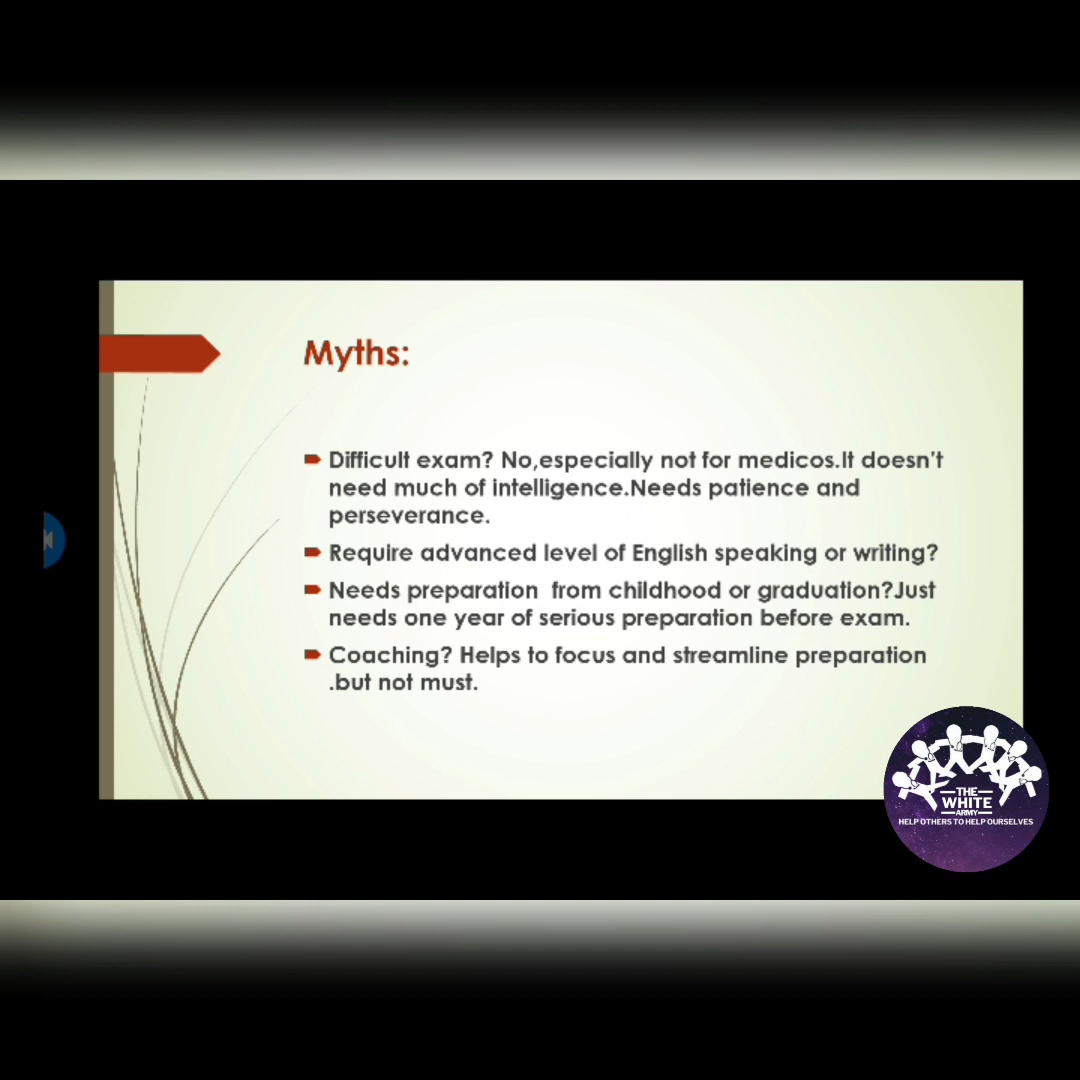 Myths:
Difficult exam? No,especially not for medicos.It doesn't
need much of intelligence.Needs patience and
perseverance.
Require advanced level of English speaking or writing?
Needs preparation  from childhood or graduation?Just
needs one year of serious preparation before exam.
Coaching? Helps to focus and streamline preparation
.but not must.
THE
WHITE
ARMY
HELP OTHERS TO HELP OURSELVES